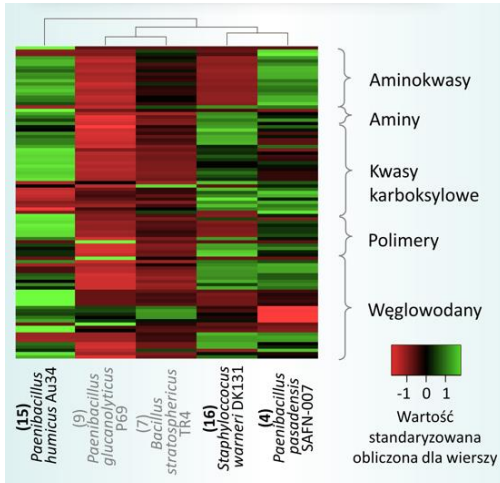 Aminokwasy
Aminy
Kwasy
karboksylowe
Polimery
Węglowodany
(15)
Paenibacillus
humicus Au34
(9)
Paenibacillus
glucanolyticus
P69
(7)
Bacillus
stratosphericus
TR4
(16)
Staphyloccocus
warneri DK131
(4)
Paenibacillus
pasadensis
SAFN-007
-1 0 1
Wartość
standaryzowana
obliczona dla wierszy